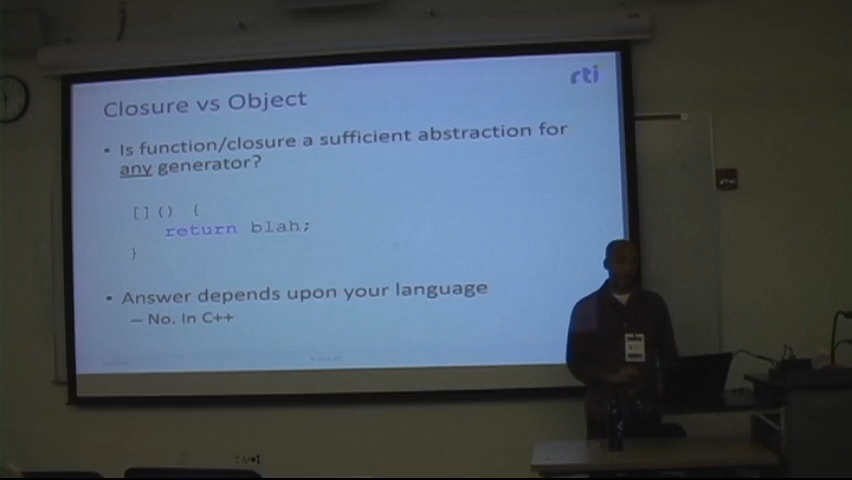 rti
Closure vs Object
▪ Is function/closure a sufficient abstraction for
any generator?
[]() {
return blah;
}
▪ Answer depends upon your language
– No. In C++